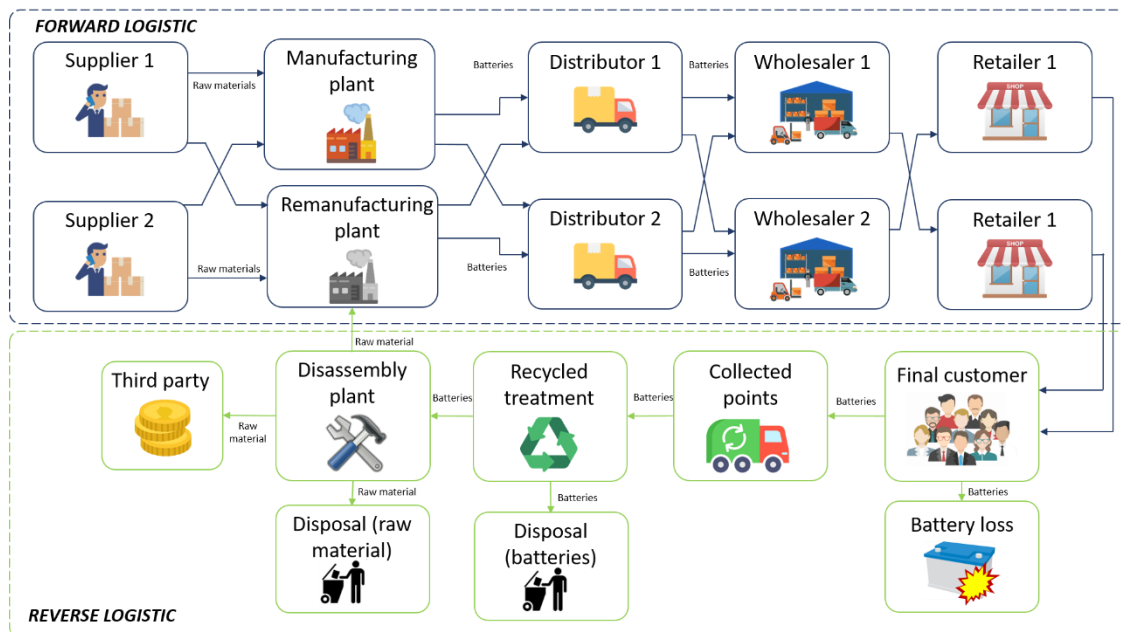 FORWARD LOGISTIC
Supplier 1
Raw materials
Manufacturing
plant
Batteries
Distributor 1
Batteries
Wholesaler 1
Retailer 1
SHOP
Supplier 2
Raw materials
Remanufacturing
plant
Batteries
Distributor 2
Batteries
Wholesaler 2
Retailer 1
SHOP
Raw material
Third party
Raw
material
Disassembly
plant
Batteries
Recycled
treatment
Batteries
Collected
points
Batteries
Final customer
Raw material
Batteries
Batteries
Disposal (raw
material)
Disposal
(batteries)
Battery loss
REVERSE LOGISTIC